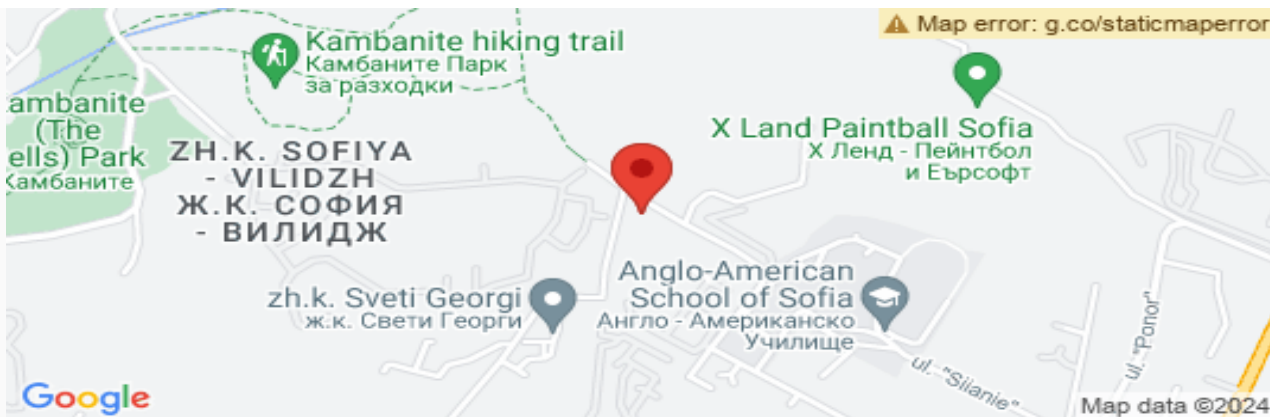 Map error: g.co/staticmaperror
Kambanite hiking trail
Камбаните Парк
за разходки
ambanite
(The
ells) Park
Камбаните
ZH.K. SOFIYA
- VILIDZH
Ж.К. СОФИЯ
- ВИЛИДЖ
X Land Paintball Sofia
Х Ленд - Пейнтбол
и Еърсофт
zh.k. Sveti Georgi
ж.к. Свети Георги
Anglo-American
School of Sofia
Англо - Американско
Училище
ul. "Silanie"
ul. "Ponor"
Google
Map data ©2024